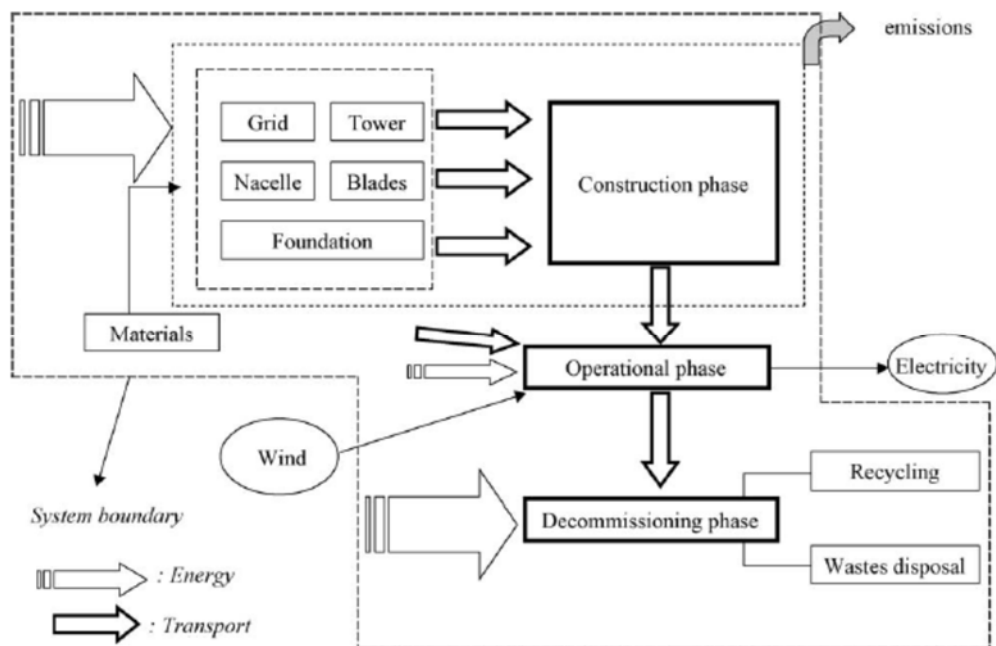 emissions
Grid
Tower
Nacelle
Blades
Foundation
Construction phase
Materials
Operational phase
Electricity
Wind
Recycling
System boundary
Decommissioning phase
Wastes disposal
: Energy
: Transport